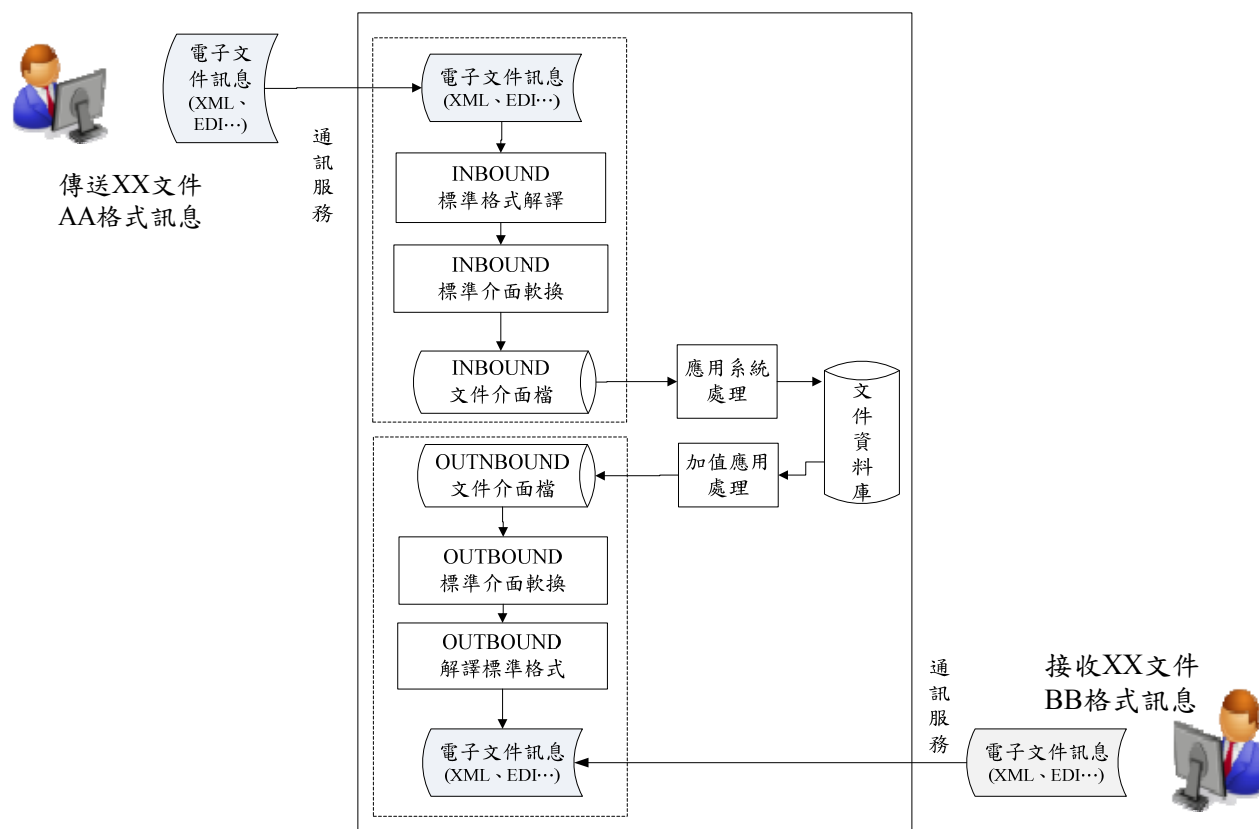 電子文
件訊息
(XML、
EDI…)
傳送XX文件
AA格式訊息
通
訊
服
務
電子文件訊息
(XML、EDI…)
INBOUND
標準格式解譯
INBOUND
標準介面軟換
INBOUND
文件介面檔
應用系統
處理
文
件
資
料
庫
加值應用
處理
OUTNBOUND
文件介面檔
OUTBOUND
標準介面軟換
OUTBOUND
解譯標準格式
電子文件訊息
(XML、EDI…)
通
訊
服
務
接收XX文件
BB格式訊息
電子文件訊息
(XML、EDI…)